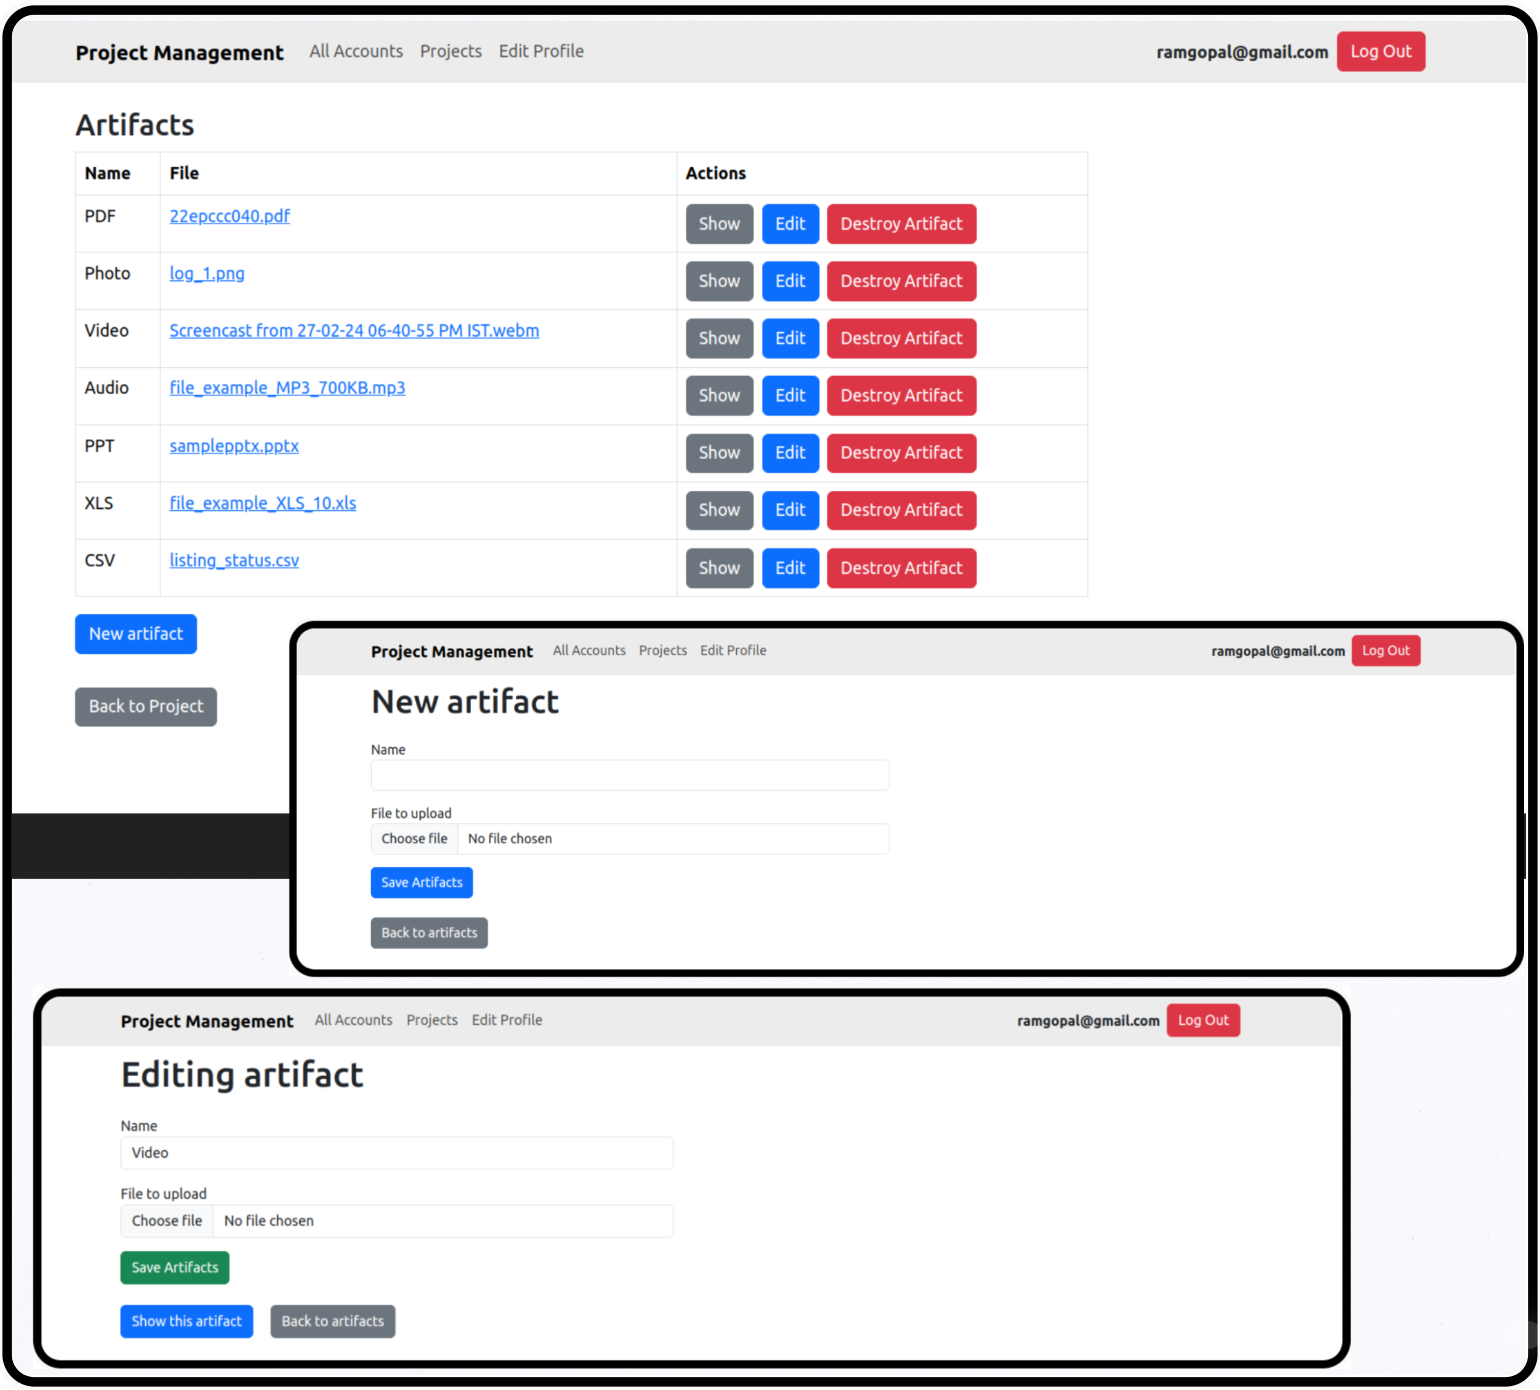 Project Management All Accounts Projects Edit Profile ramgopal@gmail.com Log Out
Artifacts
Name File Actions
PDF 22epccc040.pdf Show Edit Destroy Artifact
Photo log_1.png Show Edit Destroy Artifact
Video Screencast from 27-02-24 06-40-55 PM IST.webm Show Edit Destroy Artifact
Audio file_example_MP3_700KB.mp3 Show Edit Destroy Artifact
PPT samplepptx.pptx Show Edit Destroy Artifact
XLS file_example_XLS_10.xls Show Edit Destroy Artifact
CSV listing_status.csv Show Edit Destroy Artifact
New artifact
Back to Project
Project Management All Accounts Projects Edit Profile ramgopal@gmail.com Log Out
New artifact
Name
File to upload
Choose file No file chosen
Save Artifacts
Back to artifacts
Project Management All Accounts Projects Edit Profile ramgopal@gmail.com Log Out
Editing artifact
Name
Video
File to upload
Choose file No file chosen
Save Artifacts
Show this artifact Back to artifacts